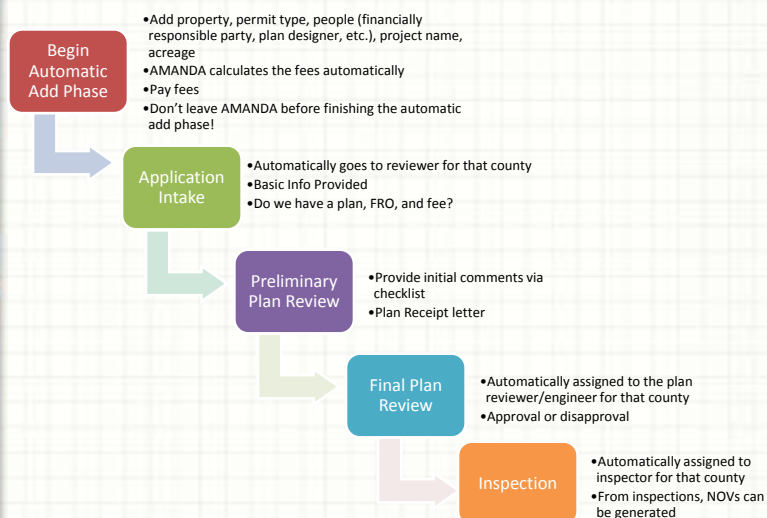 Begin
Automatic
Add Phase
•Add property, permit type, people (financially
responsible party, plan designer, etc.), project name,
acreage
•AMANDA calculates the fees automatically
•Pay fees
•Don’t leave AMANDA before finishing the automatic
add phase!
Application
Intake
•Automatically goes to reviewer for that county
•Basic Info Provided
•Do we have a plan, FRO, and fee?
Preliminary
Plan Review
•Provide initial comments via
checklist
•Plan Receipt letter
Final Plan
Review
•Automatically assigned to the plan
reviewer/engineer for that county
•Approval or disapproval
Inspection
•Automatically assigned to
inspector for that county
•From inspections, NOVs can
be generated